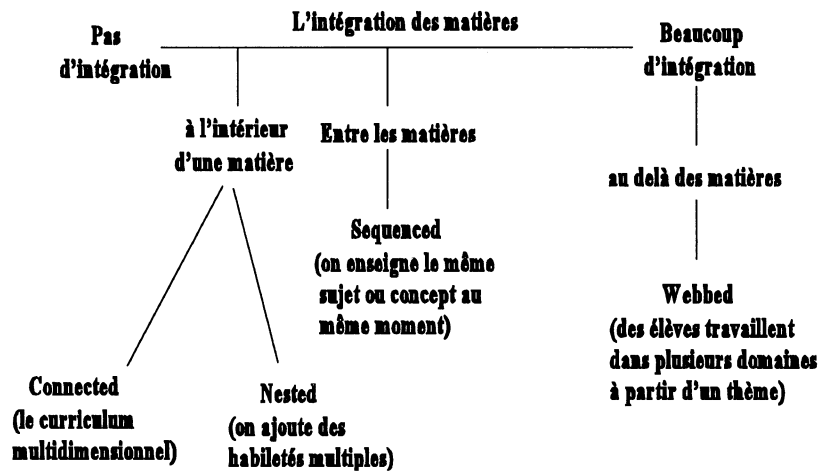 L'intégration des matières
Pas
d'intégration
Beaucoup
d'intégration
à l'intérieur
d'une matière
Entre les matières
au delà des matières
Sequenced
(on enseigne le même
sujet ou concept au
même moment)
Webbed
(des élèves travaillent
dans plusieurs domaines
à partir d'un thème)
Connected
(le curriculum
multidimensionnel)
Nested
(on ajoute des
habiletés multiples)